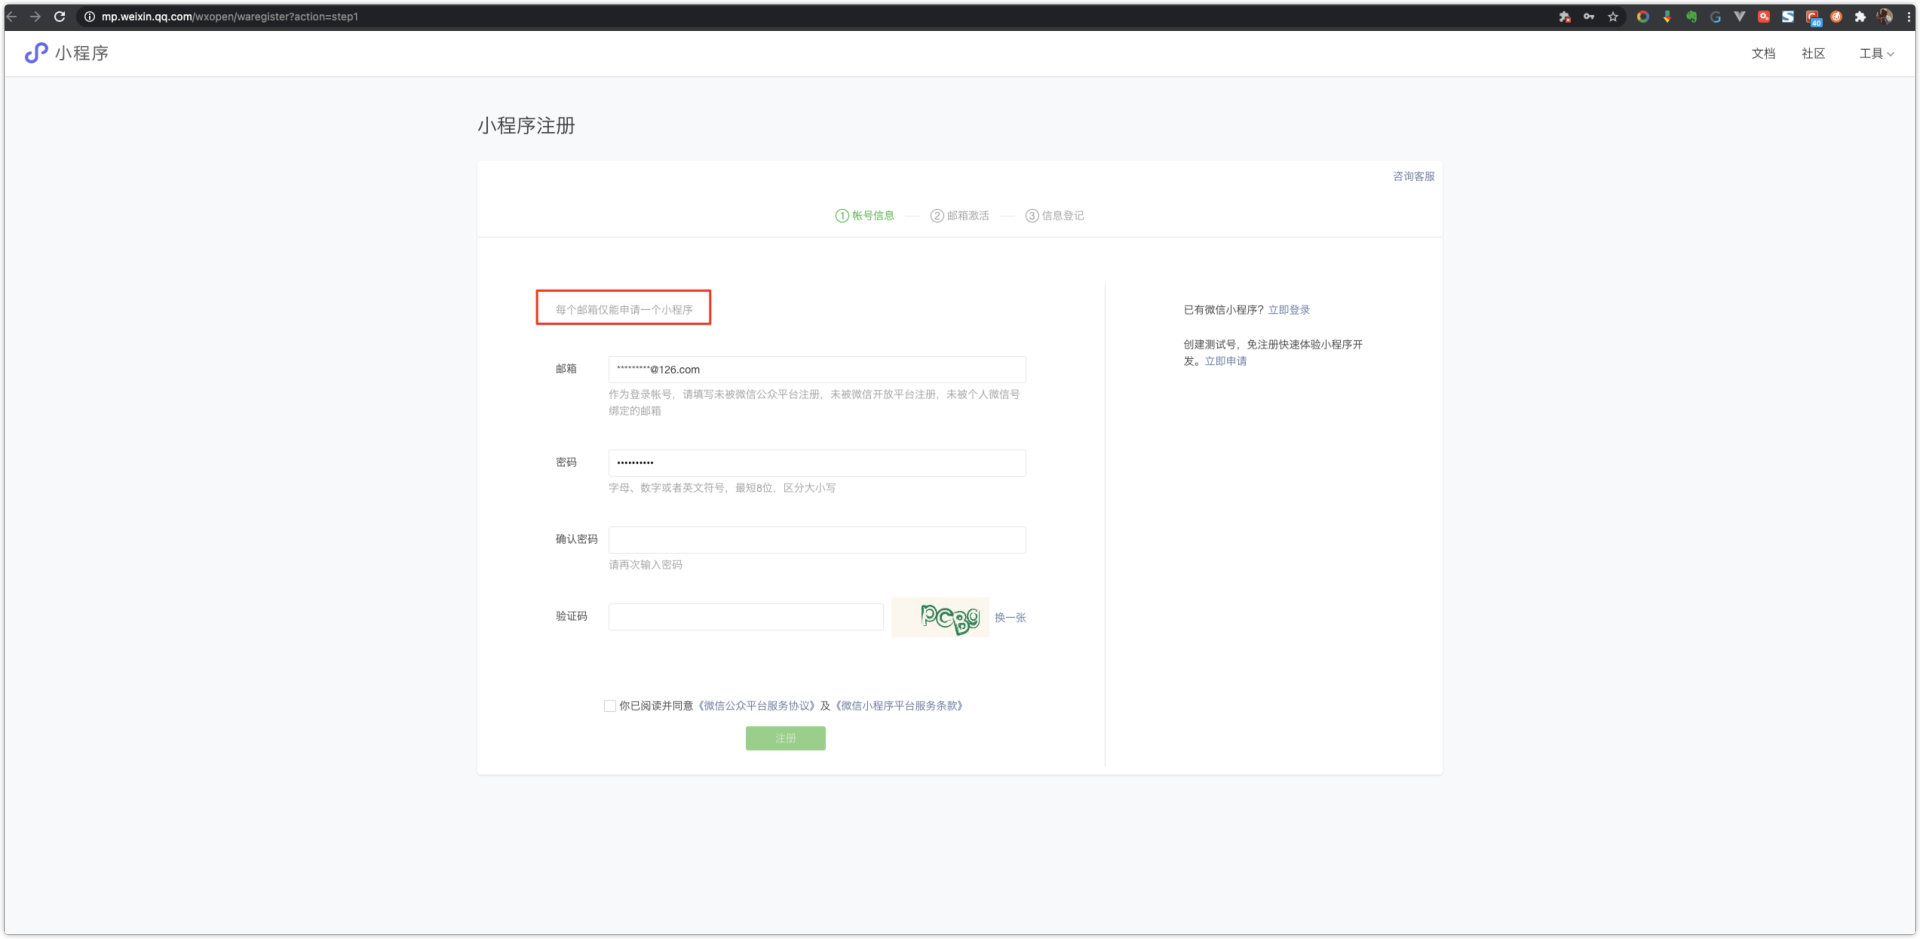 mp.weixin.qq.com/wxopen/waregister?action=step1
40
小程序
文档 社区 工具
小程序注册
咨询客服
1 帐号信息 2 邮箱激活 3 信息登记
每个邮箱仅能申请一个小程序
邮箱
*********@126.com
作为登录帐号，请填写未被微信公众平台注册，未被微信开放平台注册，未被个人微信号
绑定的邮箱
密码
••••••••••
字母、数字或者英文符号，最短8位，区分大小写
确认密码
请再次输入密码
验证码
PCBg
换一张
你已阅读并同意《微信公众平台服务协议》及《微信小程序平台服务条款》
注册
已有微信小程序？立即登录
创建测试号，免注册快速体验小程序开
发。立即申请